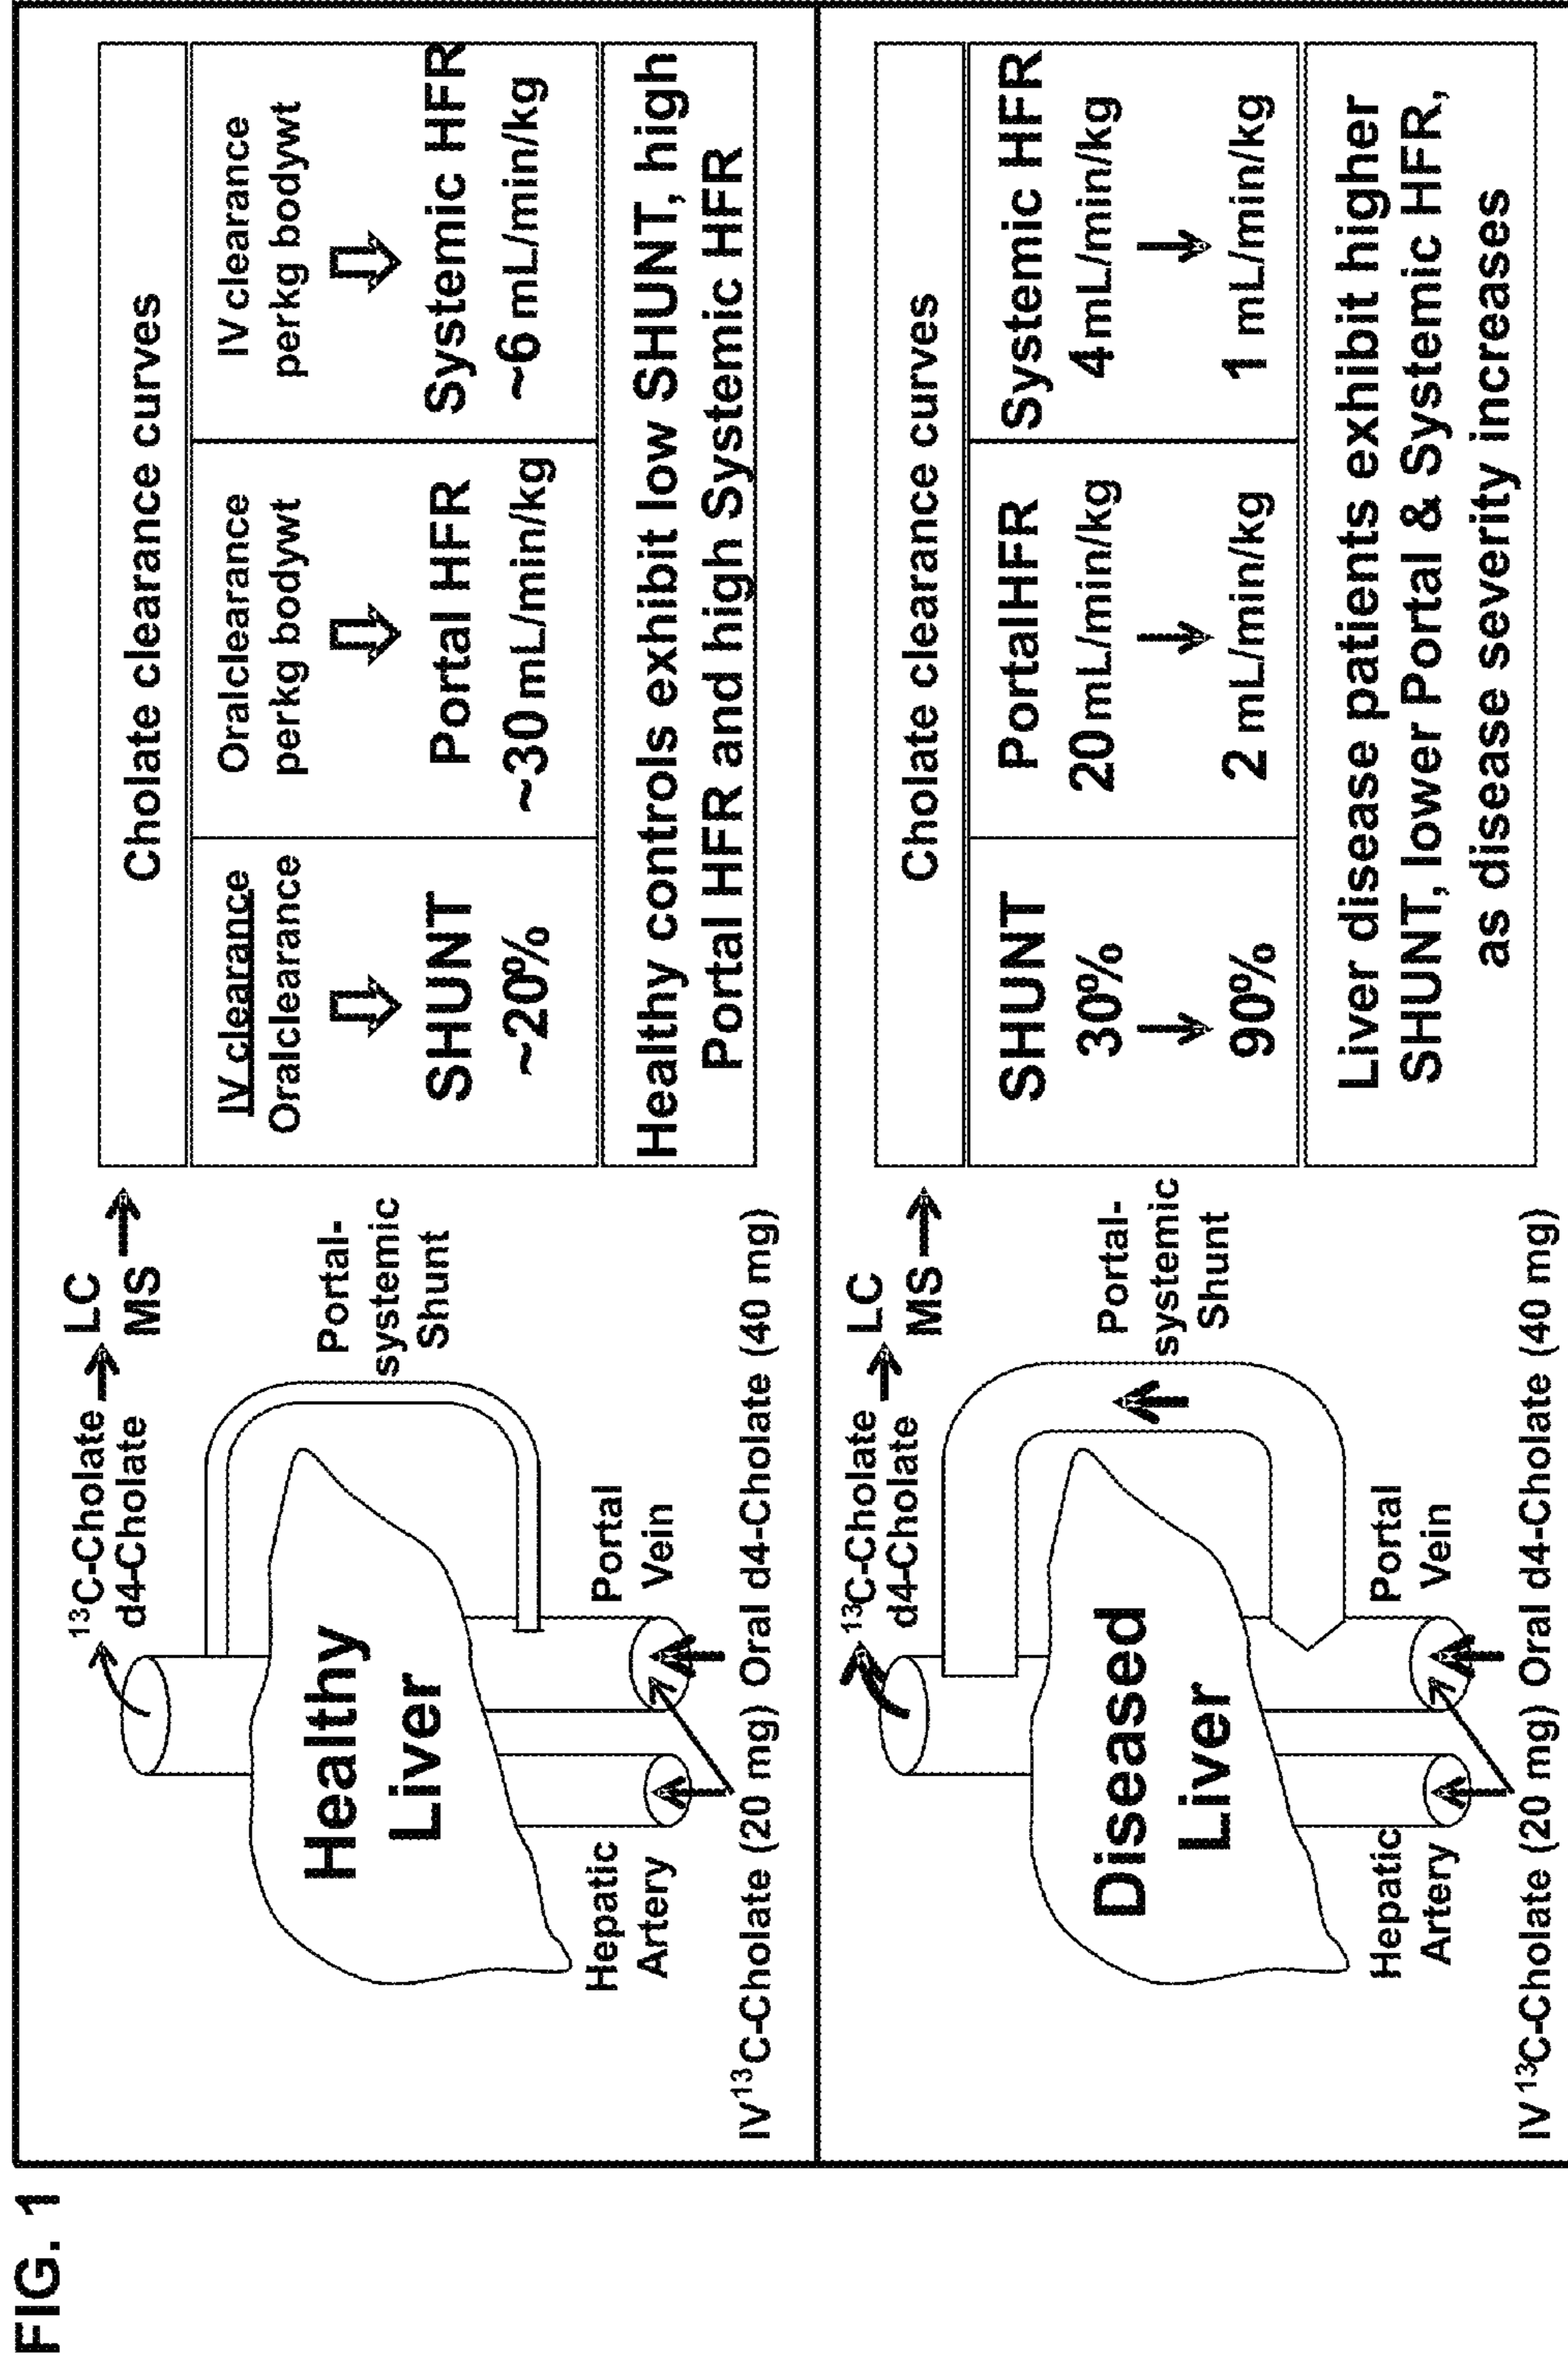 FIG. 1
¹³C-Cholate
d4-Cholate
LC
MS
Portal-
systemic
Shunt
Healthy
Liver
Hepatic
Artery
Portal
Vein
IV¹³C-Cholate (20 mg) Oral d4-Cholate (40 mg)
Cholate clearance curves
IV clearance
Oralclearance
SHUNT
~20%
Oralclearance
perkg bodywt
Portal HFR
~30 mL/min/kg
IV clearance
perkg bodywt
Systemic HFR
~6 mL/min/kg
Healthy controls exhibit low SHUNT, high
Portal HFR and high Systemic HFR
¹³C-Cholate
d4-Cholate
LC
MS
Portal-
systemic
Shunt
Diseased
Liver
Hepatic
Artery
Portal
Vein
IV ¹³C-Cholate (20 mg) Oral d4-Cholate (40 mg)
Cholate clearance curves
SHUNT
30%
90%
PortalHFR
20 mL/min/kg
2 mL/min/kg
Systemic HFR
4 mL/min/kg
1 mL/min/kg
Liver disease patients exhibit higher
SHUNT, lower Portal & Systemic HFR,
as disease severity increases